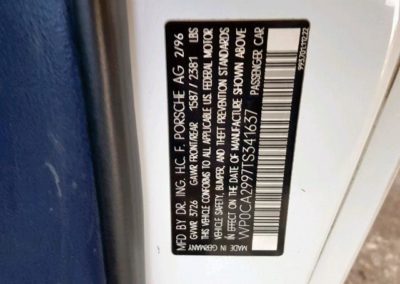 MFD BY DR. ING. H.C. F. PORSCHE AG 2/96
GVWR 3726 GAWR FRONT/REAR 1587/2381 LBS
THIS VEHICLE CONFORMS TO ALL APPLICABLE U.S. FEDERAL MOTOR
VEHICLE SAFETY, BUMPER, AND THEFT PREVENTION STANDARDS
IN EFFECT ON THE DATE OF MANUFACTURE SHOWN ABOVE
WP0CA2997TS341637 PASSENGER CAR
MADE IN GERMANY